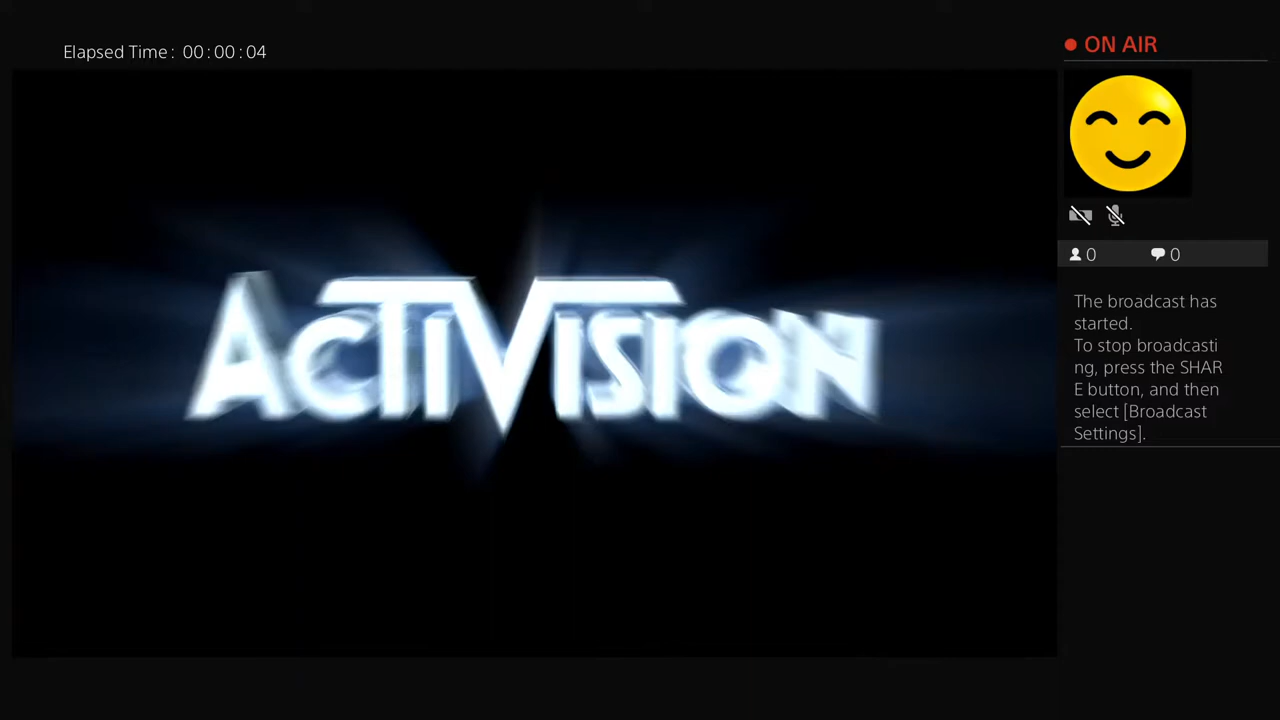 Elapsed Time: 00:00:04
ON AIR
ACTIVISION
0 0
The broadcast has
started.
To stop broadcasti
ng, press the SHAR
E button, and then
select [Broadcast
Settings].